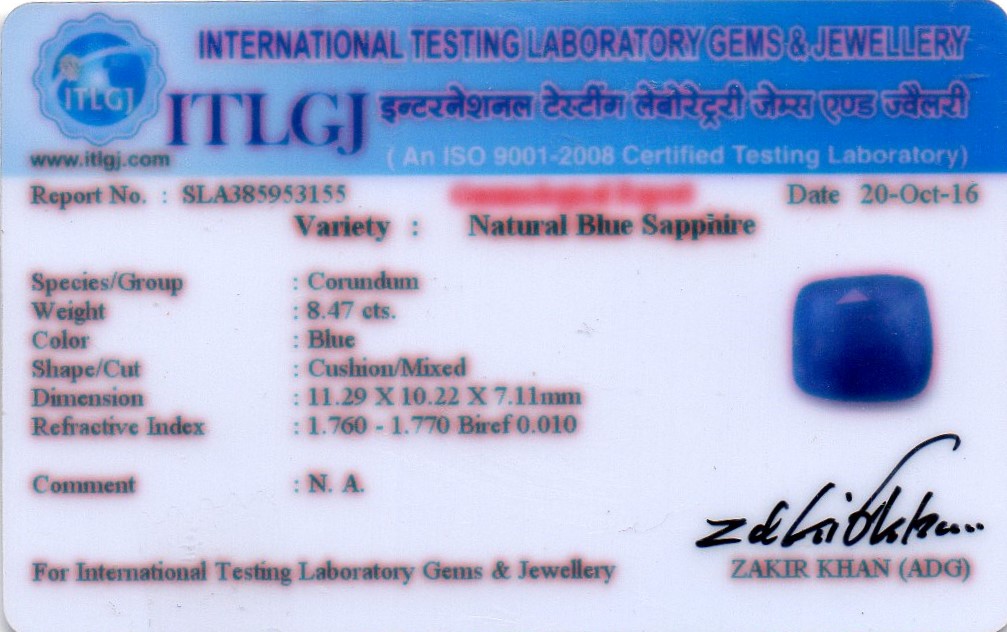 INTERNATIONAL TESTING LABORATORY GEMS & JEWELLERY
ITLGJ
ITLGJ इन्टरनेशनल टेस्टींग लेबोरेट्ररी जेम्स एण्ड ज्वैलरी
www.itlgj.com
( An ISO 9001-2008 Certified Testing Laboratory)
Report No. : SLA385953155
Date 20-Oct-16
Variety : Natural Blue Sapphire
Species/Group : Corundum
Weight : 8.47 cts.
Color : Blue
Shape/Cut : Cushion/Mixed
Dimension : 11.29 X 10.22 X 7.11mm
Refractive Index : 1.760 - 1.770 Biref 0.010
Comment : N. A.
For International Testing Laboratory Gems & Jewellery
ZAKIR KHAN (ADG)